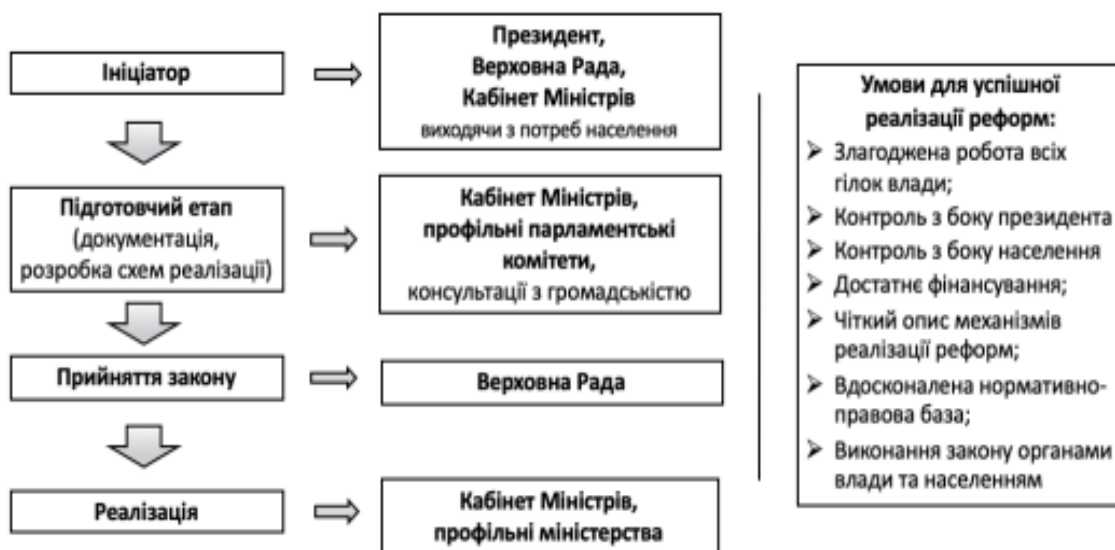 Ініціатор
Президент,
Верховна Рада,
Кабінет Міністрів
виходячи з потреб населення
Підготовчий етап
(документація,
розробка схем реалізації)
Кабінет Міністрів,
профільні парламентські
комітети,
консультації з громадськістю
Прийняття закону
Верховна Рада
Реалізація
Кабінет Міністрів,
профільні міністерства
Умови для успішної
реалізації реформ:
Злагоджена робота всіх
гілок влади;
Контроль з боку президента
Контроль з боку населення
Достатнє фінансування;
Чіткий опис механізмів
реалізації реформ;
Вдосконалена нормативно-
правова база;
Виконання закону органами
влади та населенням